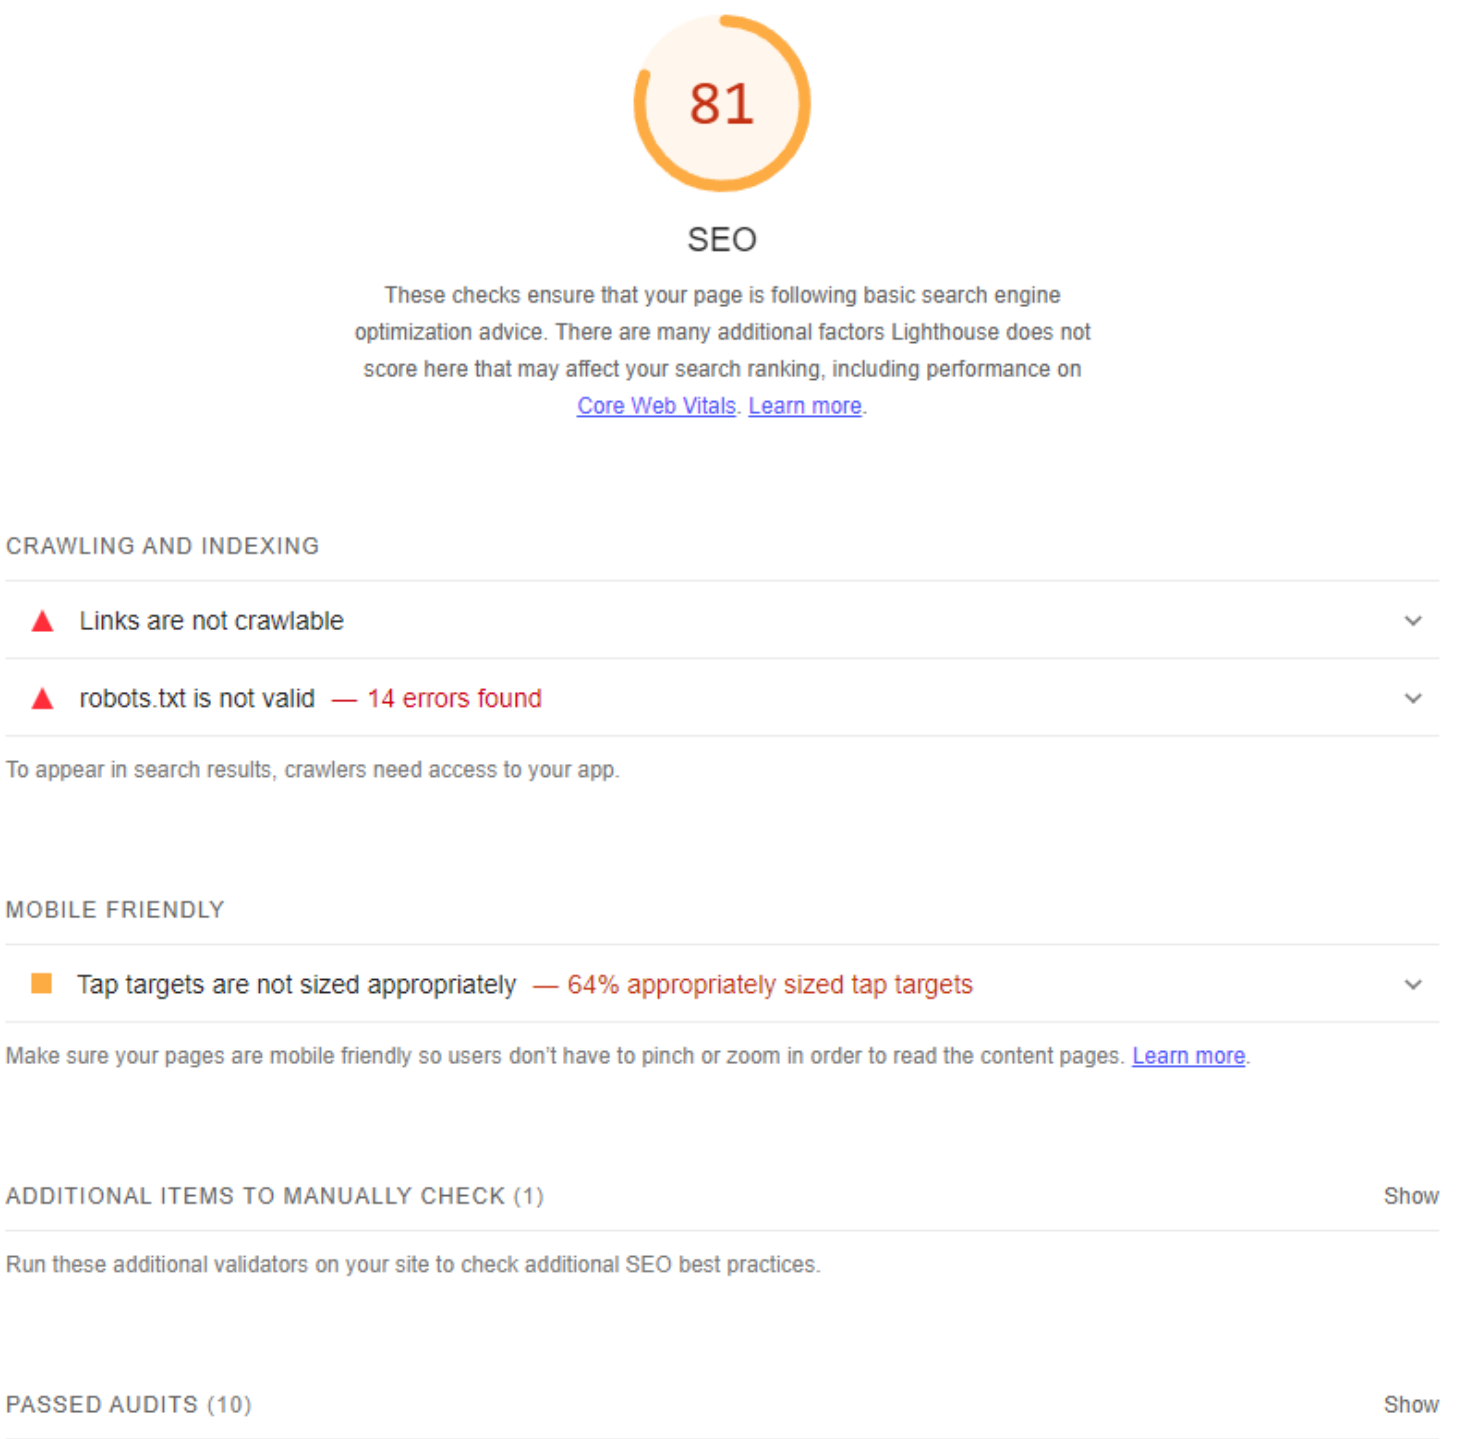 81
SEO
These checks ensure that your page is following basic search engine
optimization advice. There are many additional factors Lighthouse does not
score here that may affect your search ranking, including performance on
Core Web Vitals. Learn more.
CRAWLING AND INDEXING
Links are not crawlable
robots.txt is not valid — 14 errors found
To appear in search results, crawlers need access to your app.
MOBILE FRIENDLY
Tap targets are not sized appropriately — 64% appropriately sized tap targets
Make sure your pages are mobile friendly so users don’t have to pinch or zoom in order to read the content pages. Learn more.
ADDITIONAL ITEMS TO MANUALLY CHECK (1) Show
Run these additional validators on your site to check additional SEO best practices.
PASSED AUDITS (10) Show